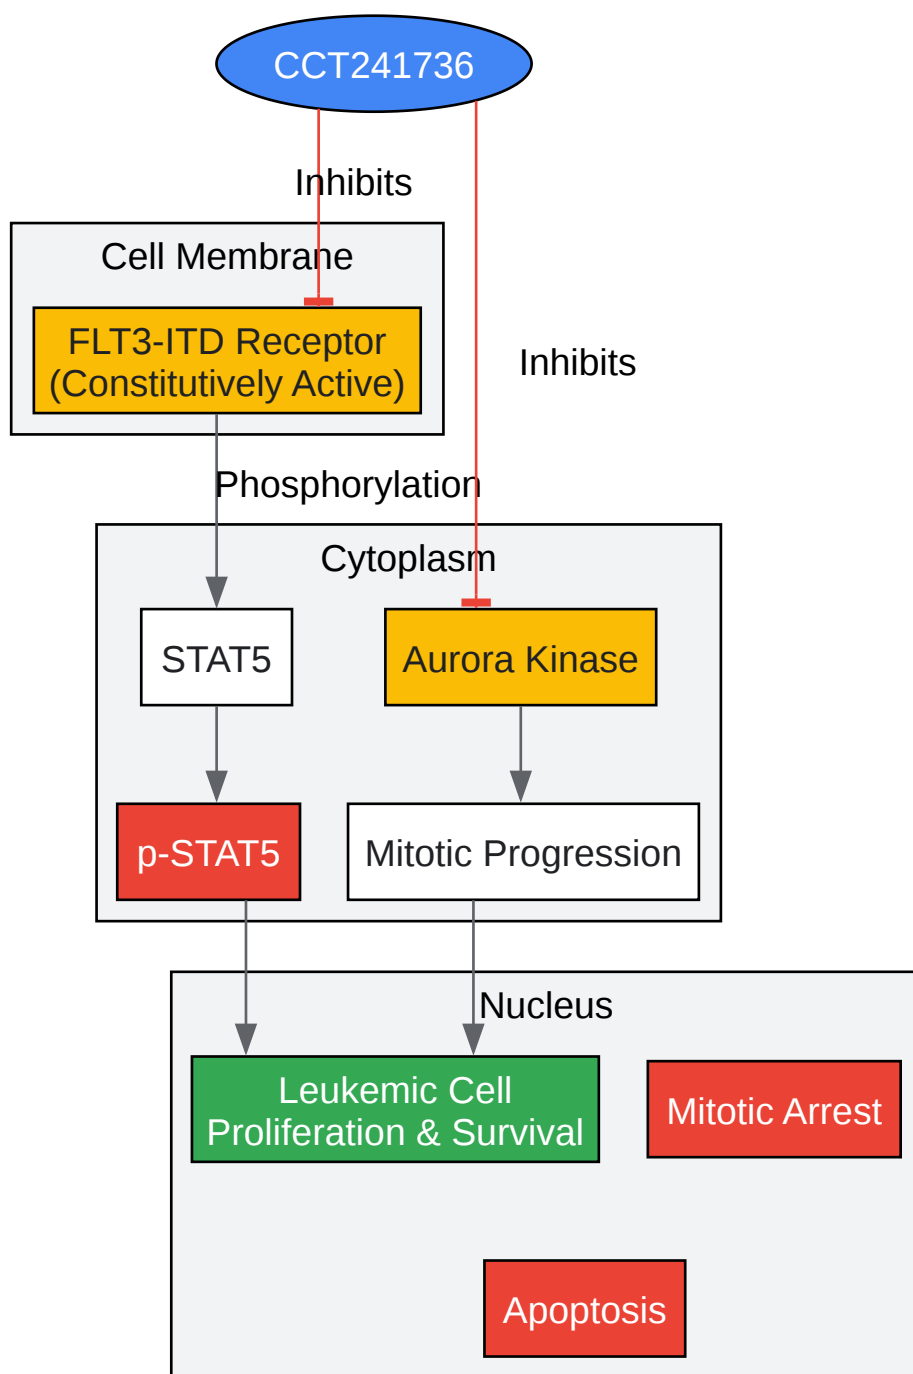 CCT241736
Inhibits
Cell Membrane
FLT3-ITD Receptor
(Constitutively Active)
Inhibits
Phosphorylation
Cytoplasm
STAT5
Aurora Kinase
p-STAT5
Mitotic Progression
Nucleus
Leukemic Cell
Proliferation & Survival
Mitotic Arrest
Apoptosis